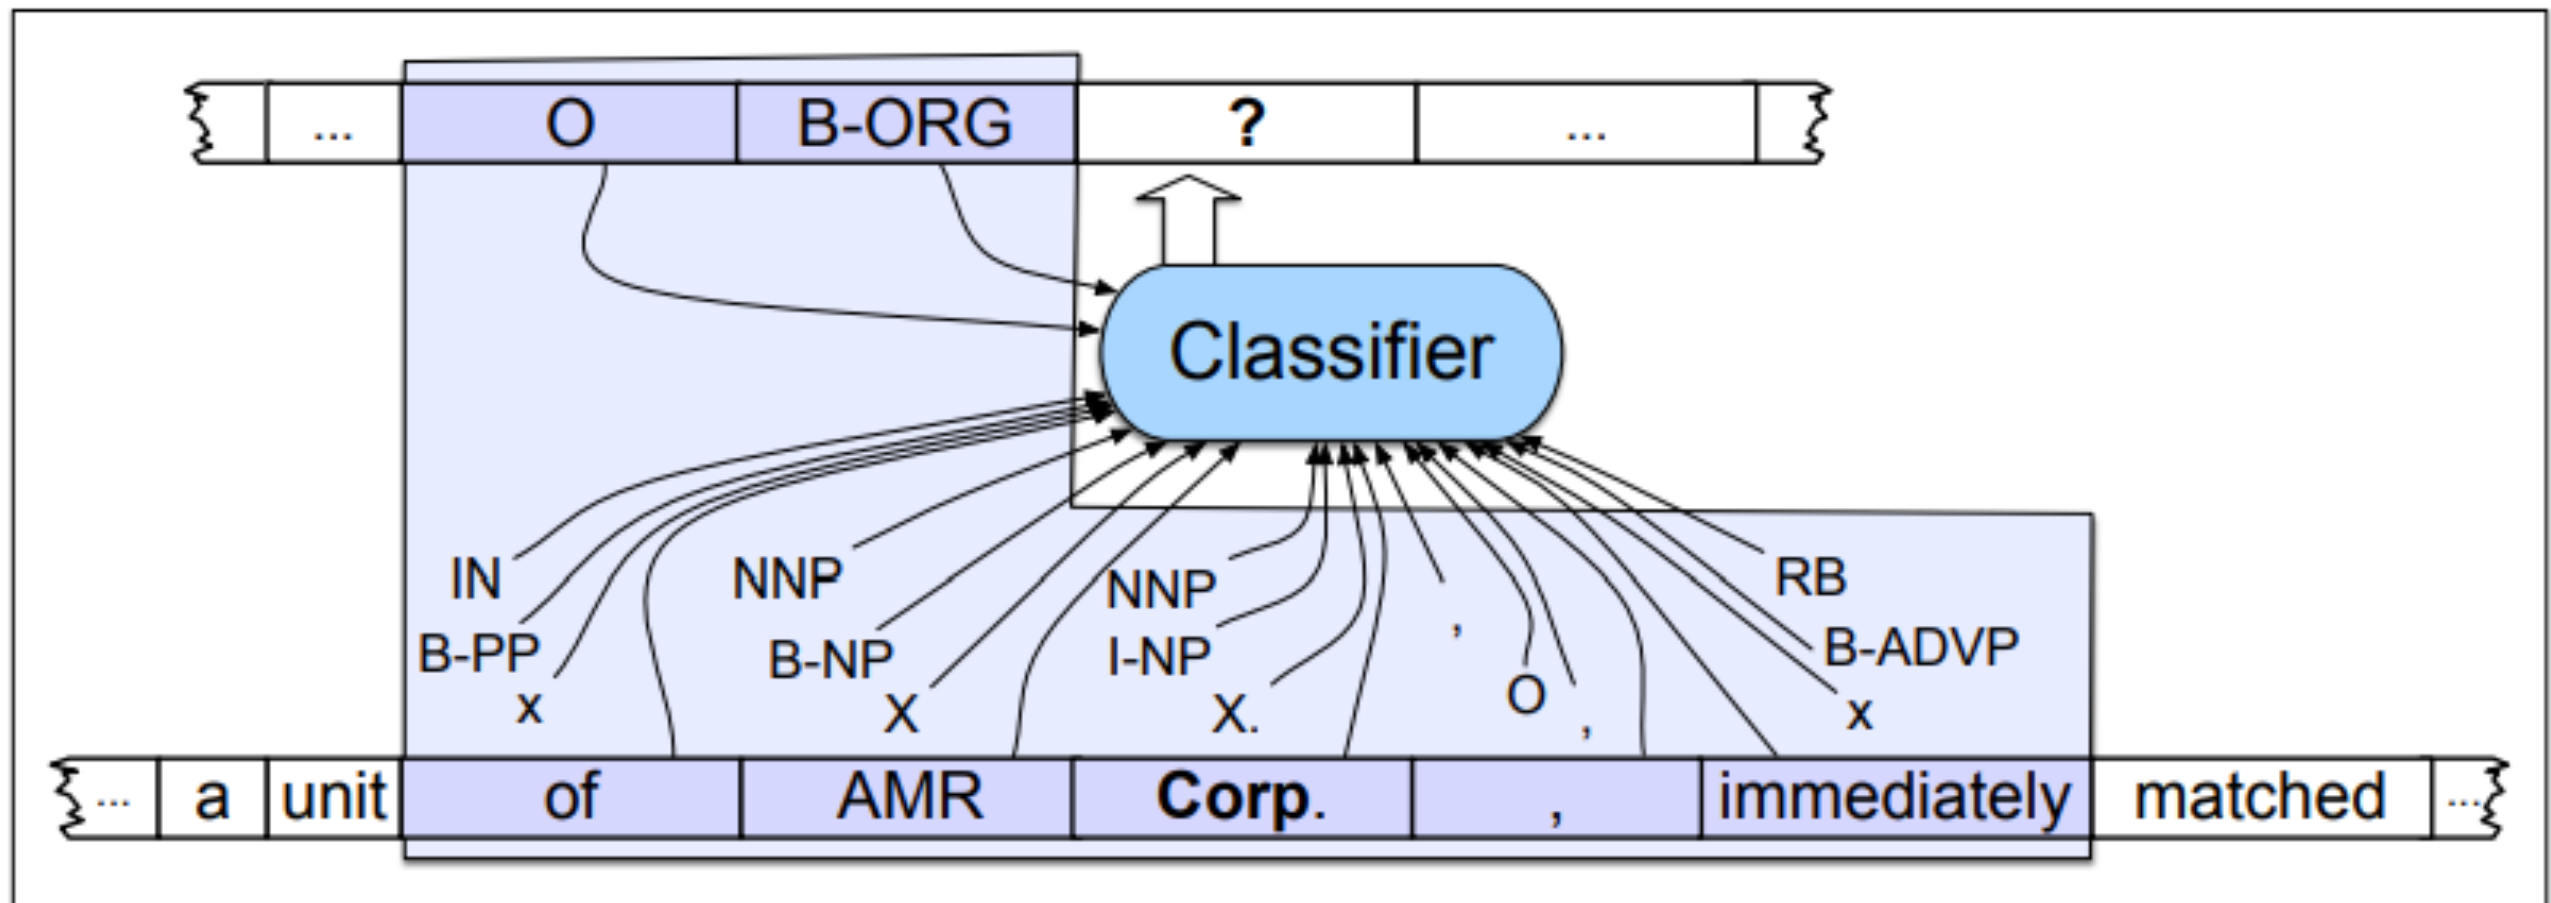 ... O B-ORG ? ...
Classifier
IN NNP NNP , RB
B-PP B-NP I-NP O B-ADVP
x X X. , x
... a unit of AMR Corp. , immediately matched ...